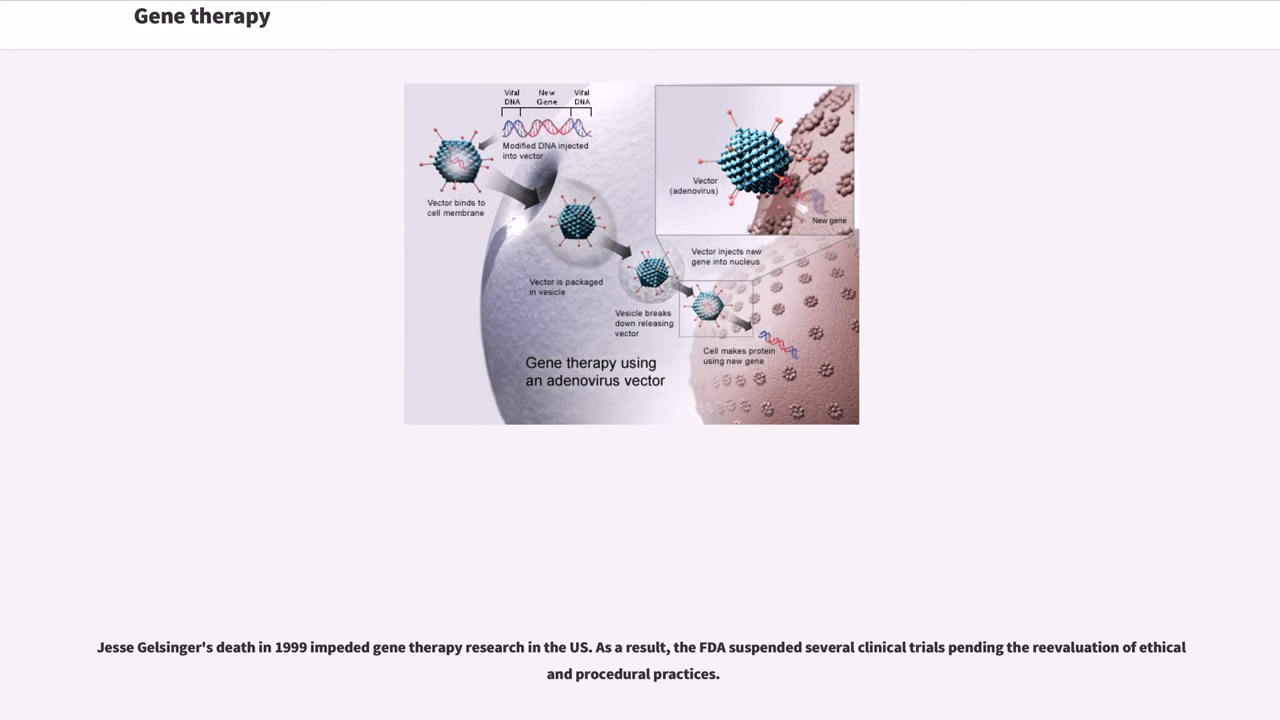 Gene therapy
Viral DNA
New Gene
Viral DNA
Modified DNA injected
into vector
Vector binds to
cell membrane
Vector
(adenovirus)
New gene
Vector injects new
gene into nucleus
Vector is packaged
in vesicle
Vesicle breaks
down releasing
vector
Cell makes protein
using new gene
Gene therapy using
an adenovirus vector
Jesse Gelsinger's death in 1999 impeded gene therapy research in the US. As a result, the FDA suspended several clinical trials pending the reevaluation of ethical
and procedural practices.